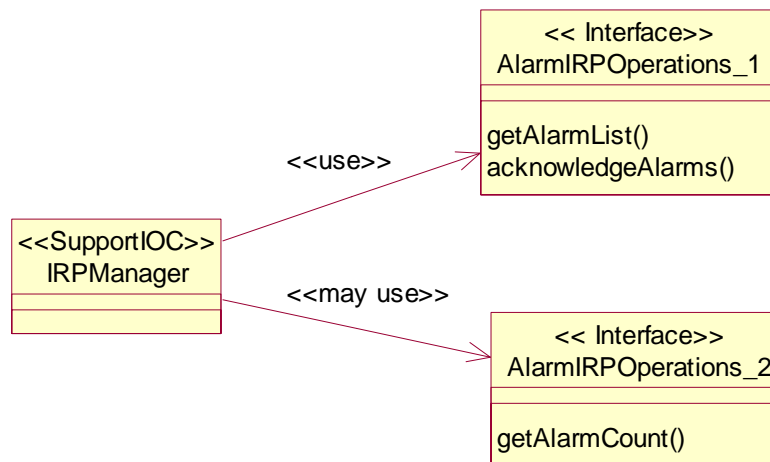 << Interface>>
AlarmIRPOperations_1
getAlarmList()
acknowledgeAlarms()
<<use>>
<<SupportIOC>>
IRPManager
<<may use>>
<< Interface>>
AlarmIRPOperations_2
getAlarmCount()